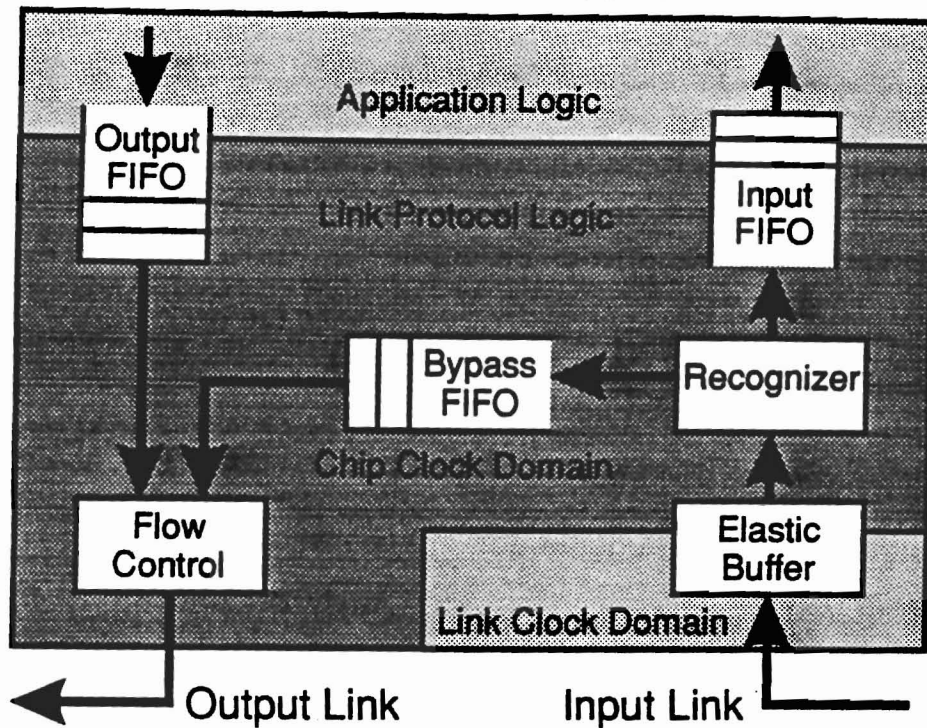 Application Logic
Output
FIFO
Link Protocol Logic
Input
FIFO
Bypass
FIFO
Recognizer
Chip Clock Domain
Flow
Control
Elastic
Buffer
Link Clock Domain
Output Link
Input Link